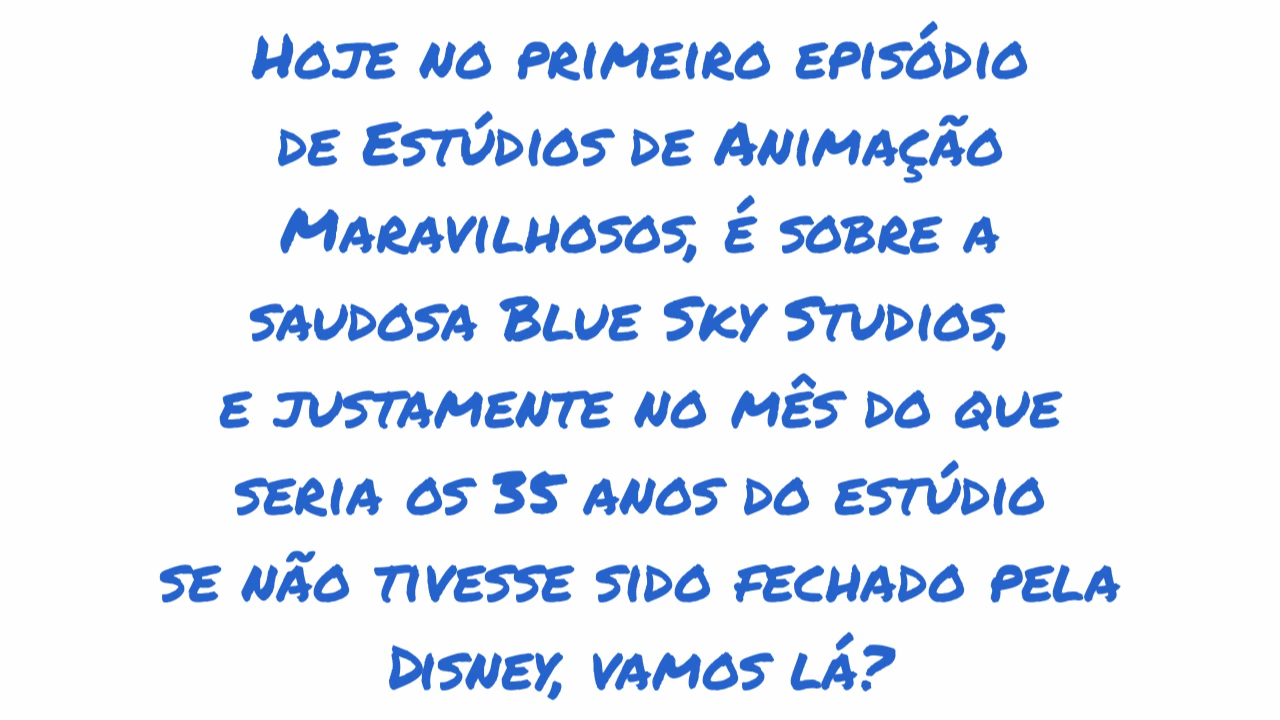 Hoje no primeiro episódio
de Estúdios de Animação
Maravilhosos, é sobre a
saudosa Blue Sky Studios,
e justamente no mês do que
seria os 35 anos do estúdio
se não tivesse sido fechado pela
Disney, vamos lá?